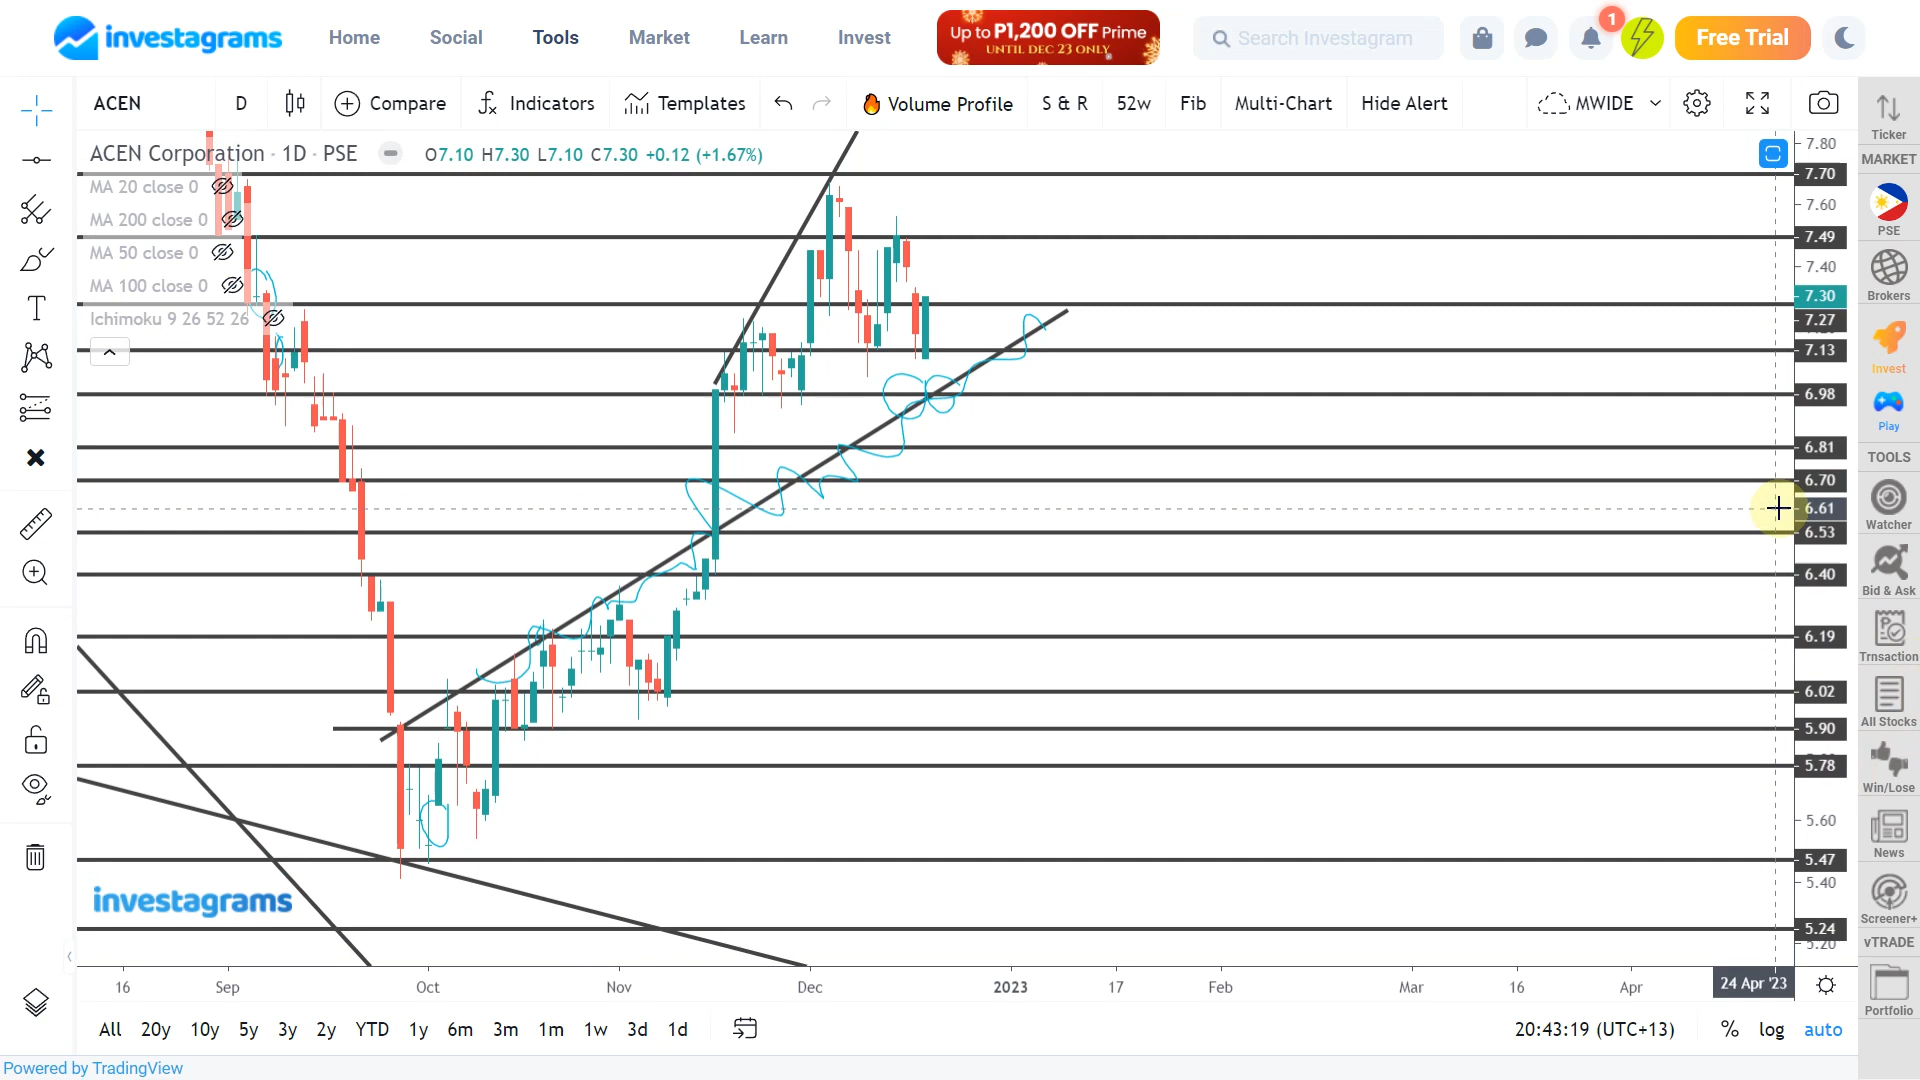 investagrams
Home
Social
Tools
Market
Learn
Invest
Up to P1,200 OFF Prime
UNTIL DEC 23 ONLY
Search Investagram
1
Free Trial
ACEN
D
Compare
Indicators
Templates
Volume Profile
S & R
52w
Fib
Multi-Chart
Hide Alert
MWIDE
ACEN Corporation · 1D · PSE
O7.10 H7.30 L7.10 C7.30 +0.12 (+1.67%)
MA 20 close 0
MA 200 close 0
MA 50 close 0
MA 100 close 0
Ichimoku 9 26 52 26
7.80
7.70
7.60
7.49
7.40
7.30
7.27
7.13
6.98
6.81
6.70
6.61
6.53
6.40
6.19
6.02
5.90
5.78
5.60
5.47
5.40
5.24
5.20
investagrams
16
Sep
Oct
Nov
Dec
2023
17
Feb
Mar
16
Apr
24 Apr '23
All
20y
10y
5y
3y
2y
YTD
1y
6m
3m
1m
1w
3d
1d
20:43:19 (UTC+13)
%
log
auto
Powered by TradingView
Ticker
MARKET
PSE
Brokers
Invest
Play
TOOLS
Watcher
Bid & Ask
Trnsaction
All Stocks
Win/Lose
News
Screener+
vTRADE
Portfolio